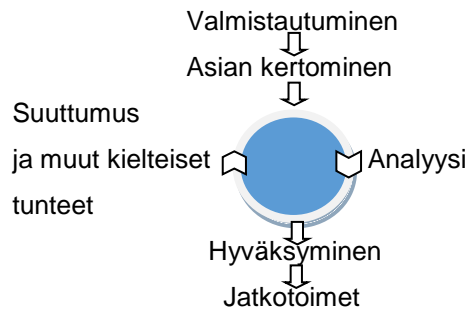 Valmistautuminen
Asian kertominen
Suuttumus
ja muut kielteiset
tunteet
Analyysi
Hyväksyminen
Jatkotoimet